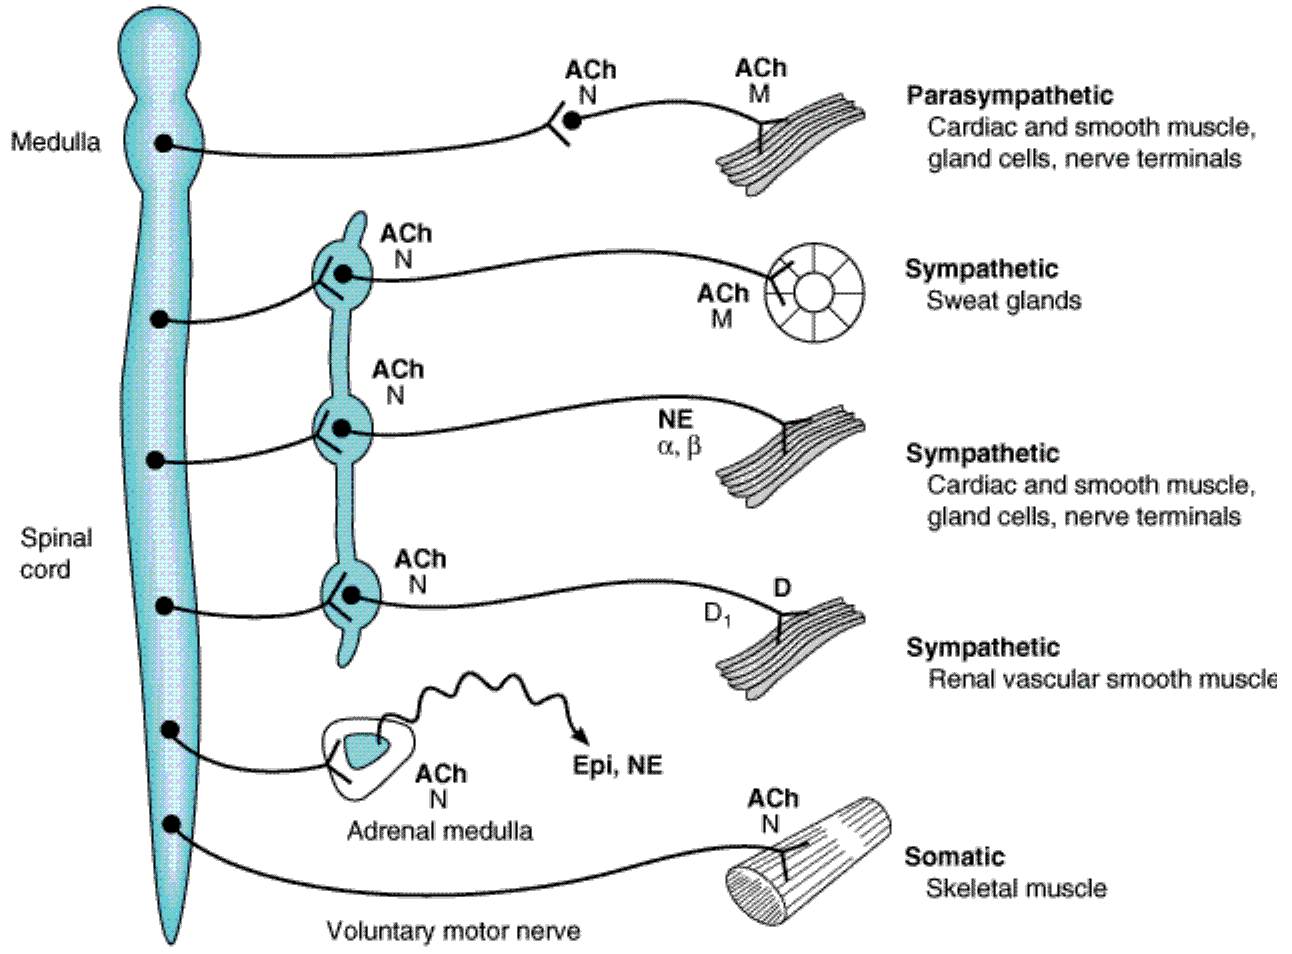 ACh
N
ACh
M
Parasympathetic
Cardiac and smooth muscle,
gland cells, nerve terminals
Medulla
ACh
N
ACh
M
Sympathetic
Sweat glands
ACh
N
NE
α, β
Sympathetic
Cardiac and smooth muscle,
gland cells, nerve terminals
Spinal
cord
ACh
N
D
D₁
Sympathetic
Renal vascular smooth muscle
Epi, NE
ACh
N
Adrenal medulla
ACh
N
Somatic
Skeletal muscle
Voluntary motor nerve